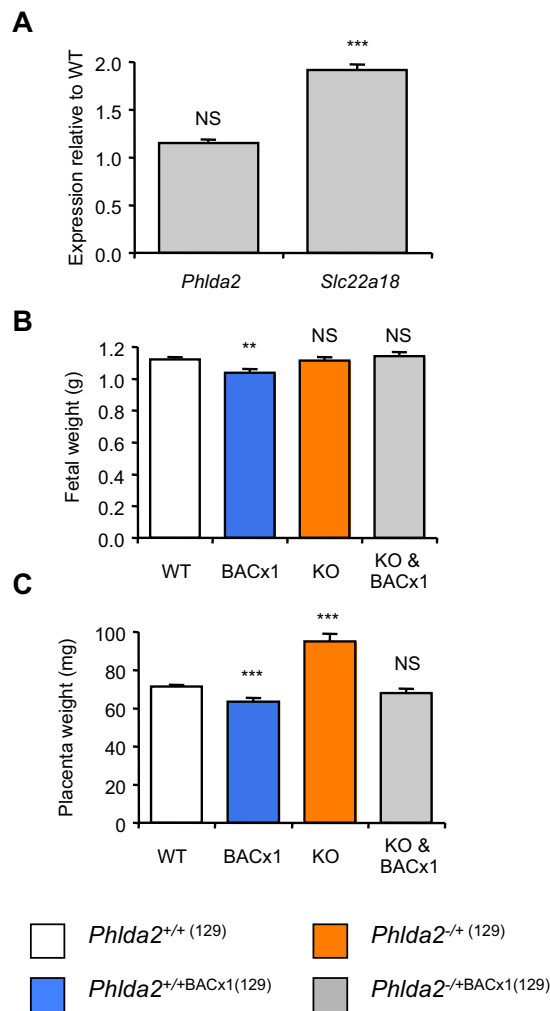 A
Expression relative to WT
2.0
1.5
1.0
0.5
0.0
NS
***
Phlda2 Slc22a18
B
Fetal weight (g)
1.2
1.0
0.8
0.6
0.4
0.2
0.0
** NS NS
WT BACx1 KO KO &
BACx1
C
Placenta weight (mg)
100
80
60
40
20
0
*** *** NS
WT BACx1 KO KO &
BACx1
Phlda2+/+ (129) Phlda2-/+ (129)
Phlda2+/+BACx1(129) Phlda2-/+BACx1(129)